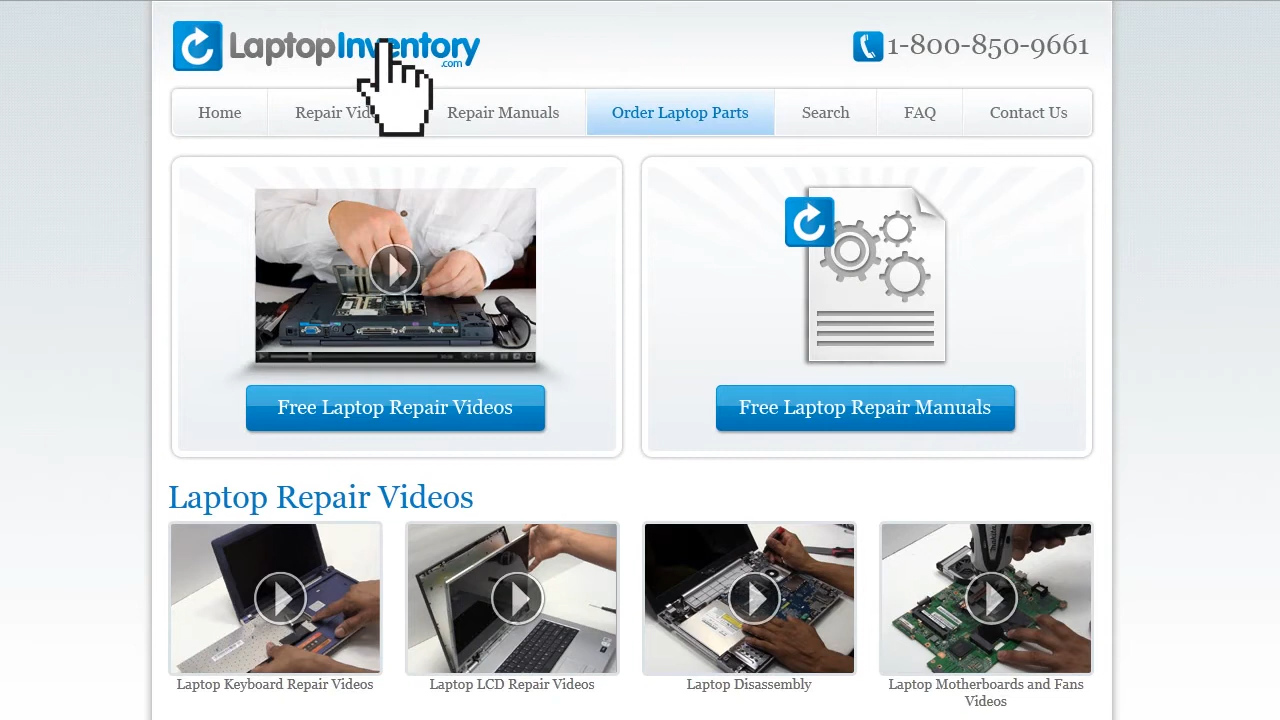 LaptopInventory
.com
1-800-850-9661
Home
Repair Vid
Repair Manuals
Order Laptop Parts
Search
FAQ
Contact Us
Free Laptop Repair Videos
Free Laptop Repair Manuals
Laptop Repair Videos
Laptop Keyboard Repair Videos
Laptop LCD Repair Videos
Laptop Disassembly
Laptop Motherboards and Fans
Videos